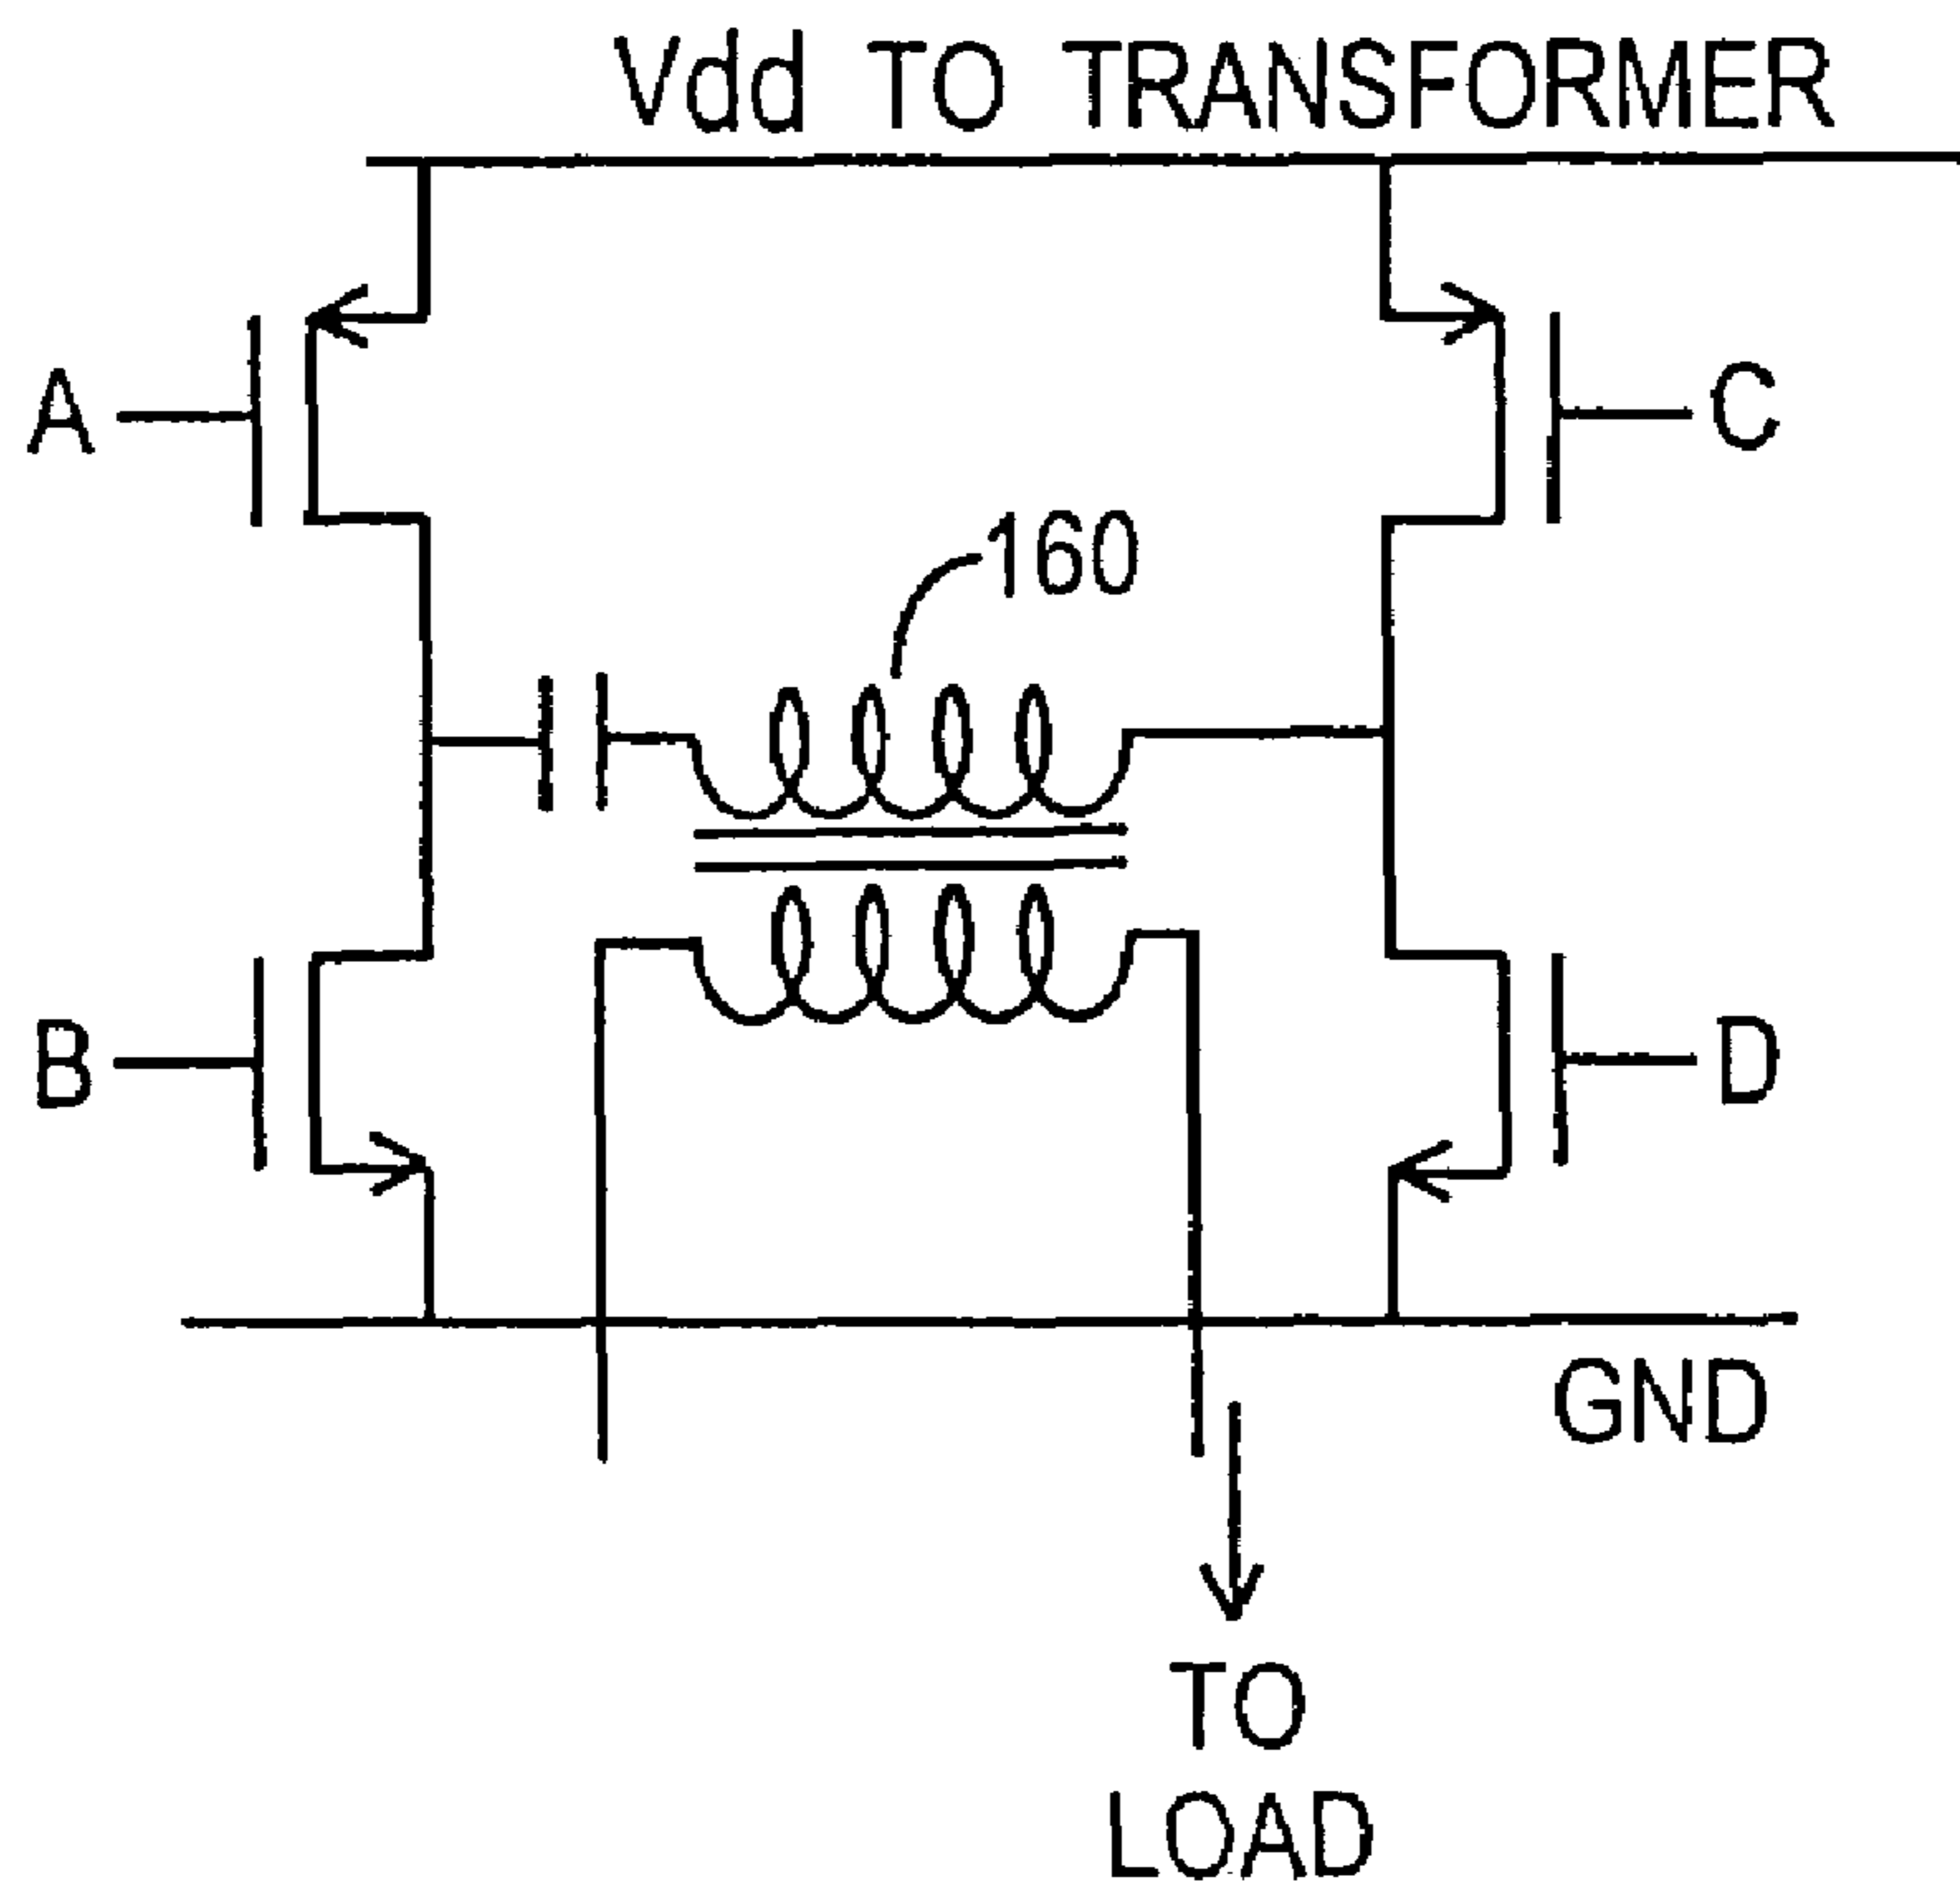 Vdd TO TRANSFORMER
A
C
160
B
D
GND
TO
LOAD